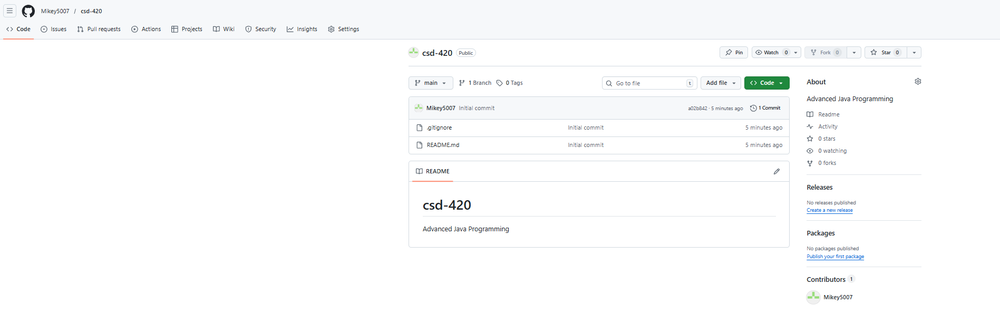 Mikey5007 / csd-420
Code Issues Pull requests Actions Projects Wiki Security Insights Settings
csd-420 Public Pin Watch 0 Fork 0 Star 0
main 1 Branch 0 Tags Go to file t Add file Code
Mikey5007 Initial commit a02b842 · 5 minutes ago 1 Commit
.gitignore Initial commit 5 minutes ago
README.md Initial commit 5 minutes ago
README
csd-420
Advanced Java Programming
About
Advanced Java Programming
Readme
Activity
0 stars
0 watching
0 forks
Releases
No releases published
Create a new release
Packages
No packages published
Publish your first package
Contributors 1
Mikey5007